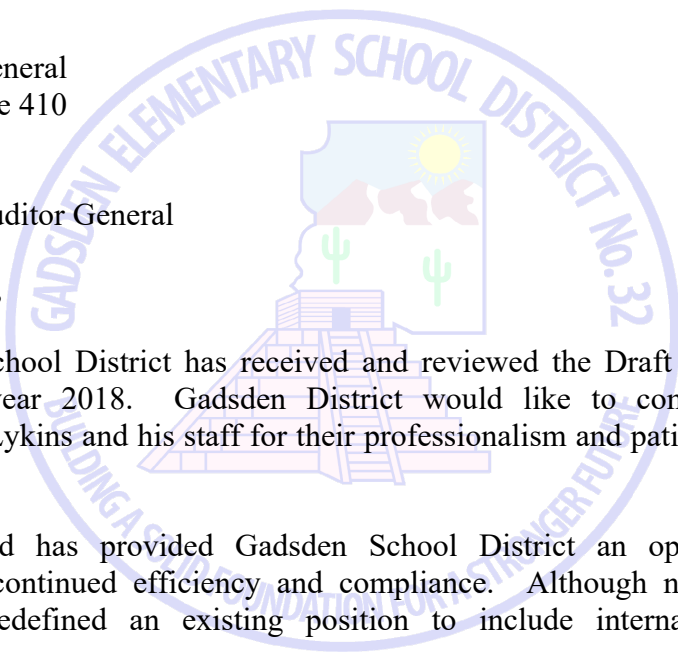 eneral
e 410
uditor General
GADSDEN ELEMENTARY SCHOOL DISTRICT No. 32
chool District has received and reviewed the Draft
year 2018. Gadsden District would like to com
Lykins and his staff for their professionalism and pati
d has provided Gadsden School District an op
continued efficiency and compliance. Although n
edefined an existing position to include interna
BUILDING A SOLID FOUNDATION FOR A STRONGER FUTURE